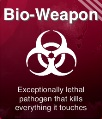 Bio-Weapon
Exceptionally lethal
pathogen that kills
everything it touches